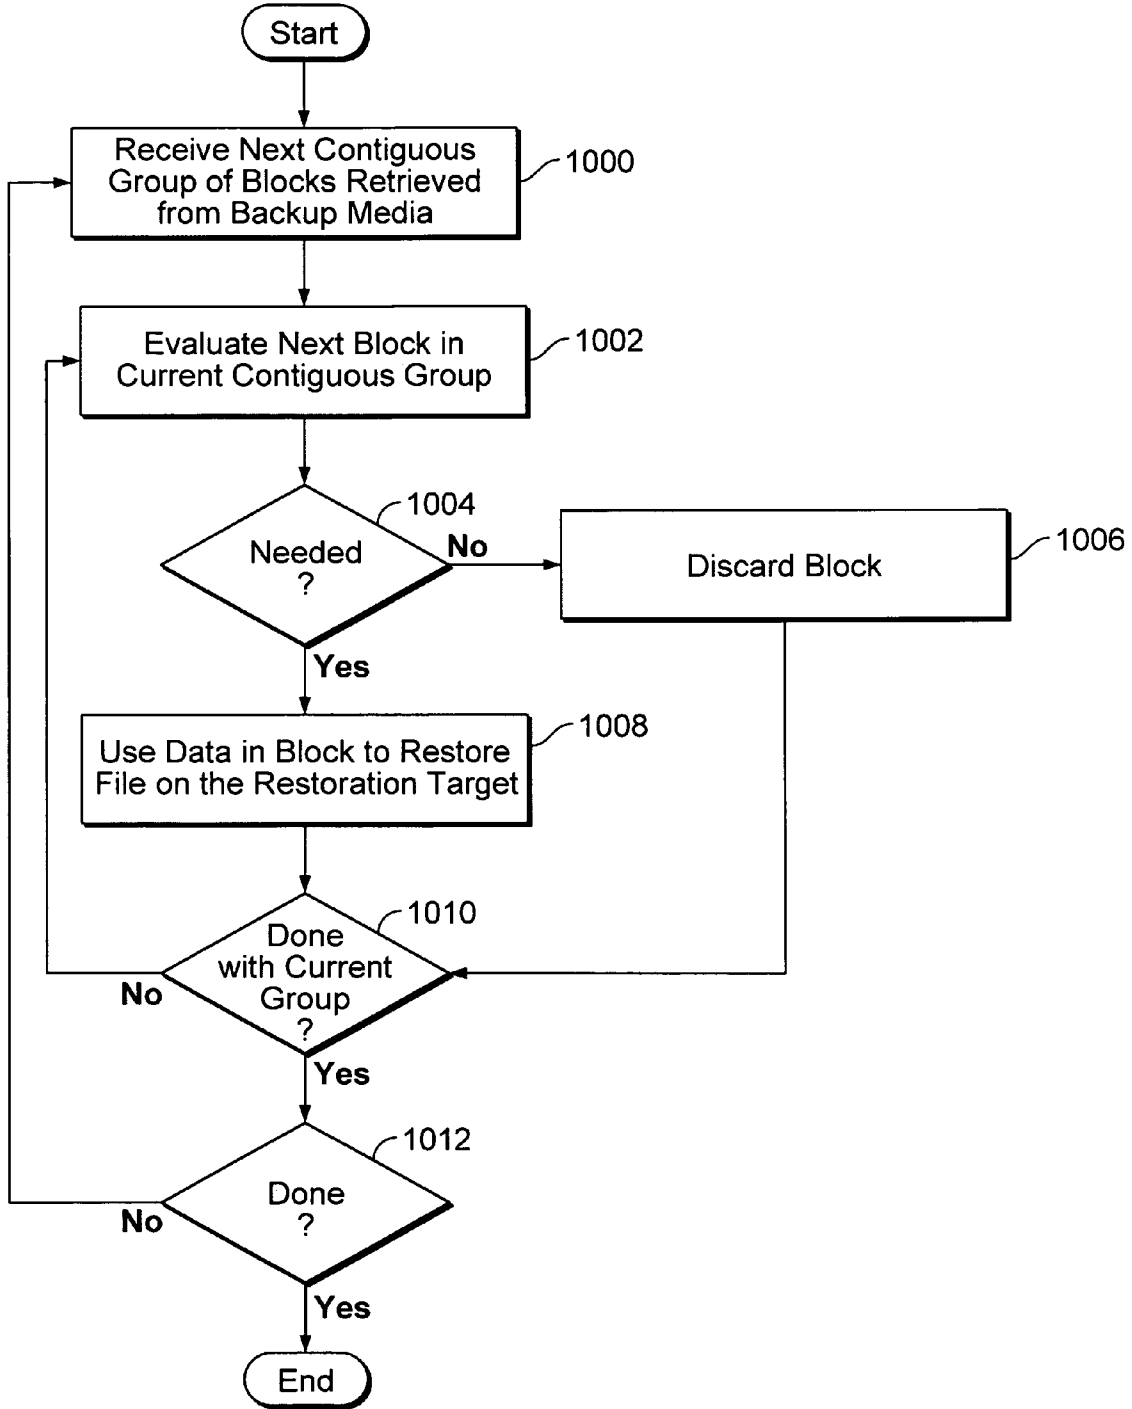 Start
Receive Next Contiguous
Group of Blocks Retrieved
from Backup Media
1000
Evaluate Next Block in
Current Contiguous Group
1002
1004
Needed
?
No
Discard Block
1006
Yes
Use Data in Block to Restore
File on the Restoration Target
1008
1010
Done
with Current
Group
?
No
Yes
1012
Done
?
No
Yes
End